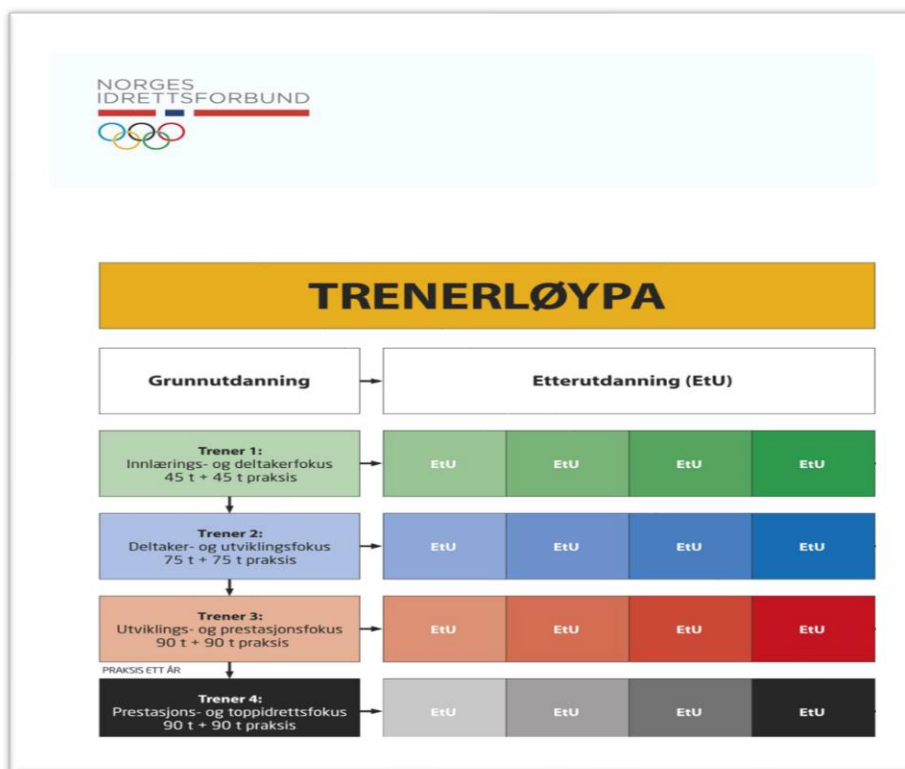 NORGES
IDRETTSFORBUND
TRENERLØYPA
Grunnutdanning
Etterutdanning (EtU)
Trener 1:
Innlærings- og deltakerfokus
45 t + 45 t praksis
EtU EtU EtU EtU
Trener 2:
Deltaker- og utviklingsfokus
75 t + 75 t praksis
EtU EtU EtU EtU
Trener 3:
Utviklings- og prestasjonsfokus
90 t + 90 t praksis
EtU EtU EtU EtU
PRAKSIS ETT ÅR
Trener 4:
Prestasjons- og toppidrettsfokus
90 t + 90 t praksis
EtU EtU EtU EtU